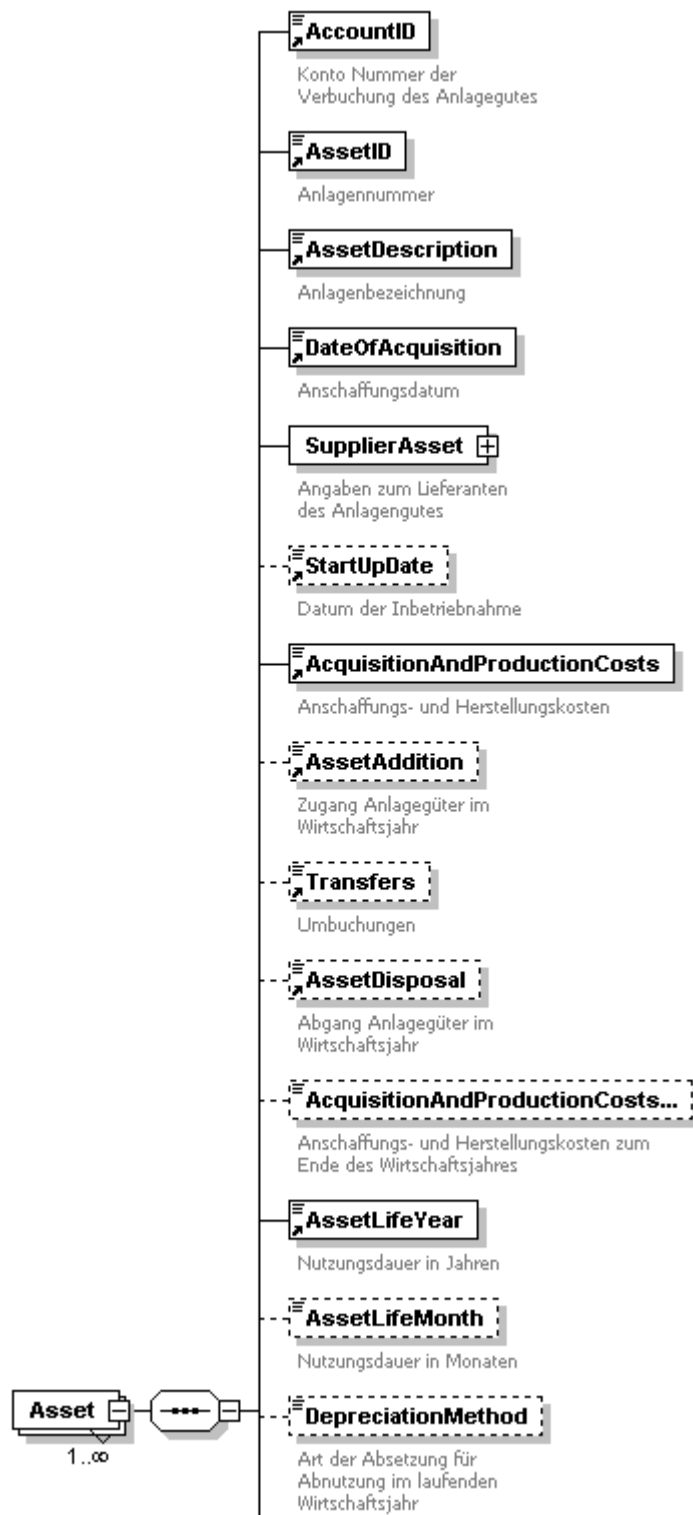 AccountID
Konto Nummer der
Verbuchung des Anlagegutes
AssetID
Anlagennummer
AssetDescription
Anlagenbezeichnung
DateOfAcquisition
Anschaffungsdatum
SupplierAsset
Angaben zum Lieferanten
des Anlagengutes
StartUpDate
Datum der Inbetriebnahme
AcquisitionAndProductionCosts
Anschaffungs- und Herstellungskosten
AssetAddition
Zugang Anlagegüter im
Wirtschaftsjahr
Transfers
Umbuchungen
AssetDisposal
Abgang Anlagegüter im
Wirtschaftsjahr
AcquisitionAndProductionCosts...
Anschaffungs- und Herstellungskosten zum
Ende des Wirtschaftsjahres
AssetLifeYear
Nutzungsdauer in Jahren
AssetLifeMonth
Nutzungsdauer in Monaten
Asset
1..∞
DepreciationMethod
Art der Absetzung für
Abnutzung im laufenden
Wirtschaftsjahr